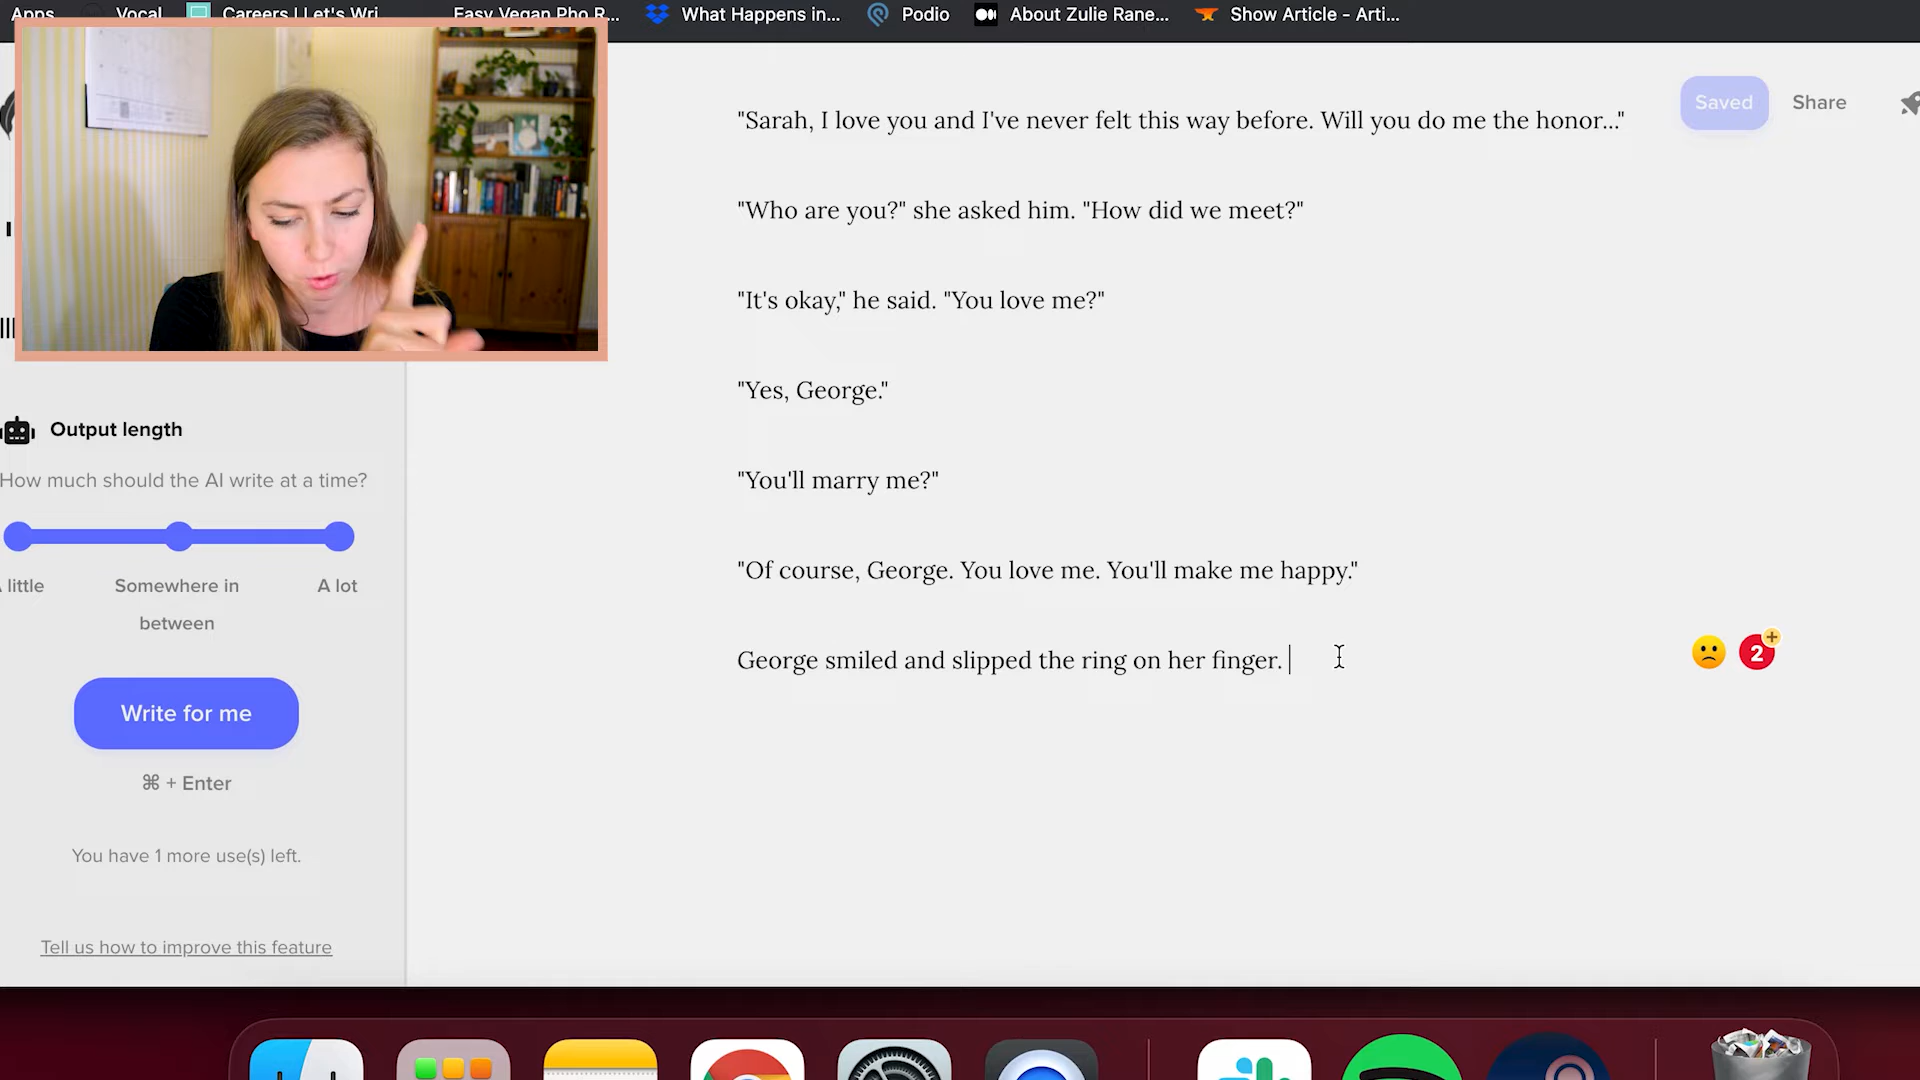 Apps Vocal Careers | Let's Wri Easy Vegan Pho R... What Happens in... Podio About Zulie Rane... Show Article - Arti...
Saved Share
"Sarah, I love you and I've never felt this way before. Will you do me the honor..."
"Who are you?" she asked him. "How did we meet?"
"It's okay," he said. "You love me?"
"Yes, George."
"You'll marry me?"
"Of course, George. You love me. You'll make me happy."
George smiled and slipped the ring on her finger.
2
Output length
How much should the AI write at a time?
little Somewhere in between A lot
Write for me
⌘ + Enter
You have 1 more use(s) left.
Tell us how to improve this feature